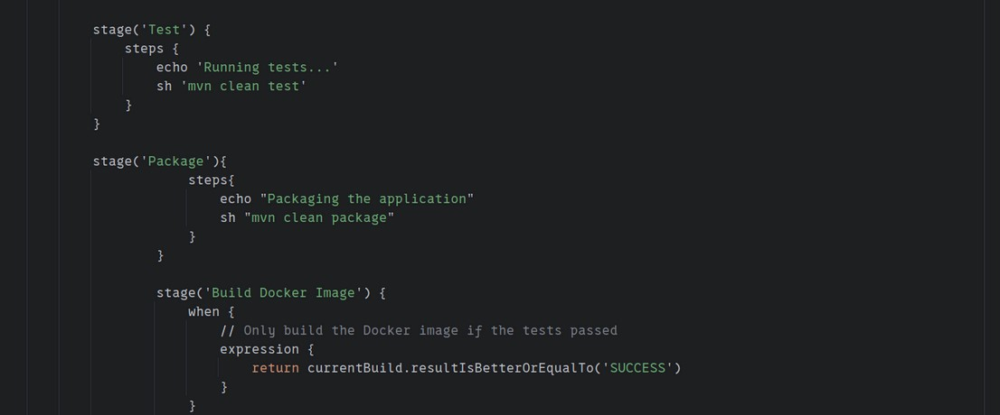 stage('Test') {
    steps {
        echo 'Running tests...'
        sh 'mvn clean test'
    }
}
stage('Package'){
            steps{
                echo "Packaging the application"
                sh "mvn clean package"
            }
        }
        stage('Build Docker Image') {
            when {
                // Only build the Docker image if the tests passed
                expression {
                    return currentBuild.resultIsBetterOrEqualTo('SUCCESS')
                }
            }